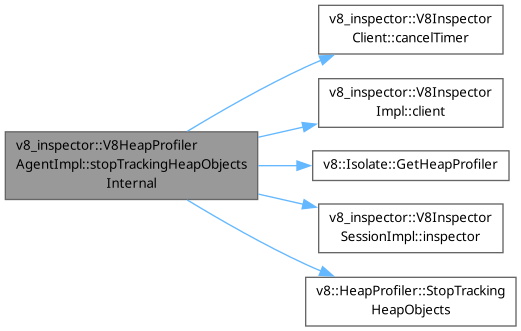 v8_inspector::V8HeapProfiler
AgentImpl::stopTrackingHeapObjects
Internal
v8_inspector::V8Inspector
Client::cancelTimer
v8_inspector::V8Inspector
Impl::client
v8::Isolate::GetHeapProfiler
v8_inspector::V8Inspector
SessionImpl::inspector
v8::HeapProfiler::StopTracking
HeapObjects